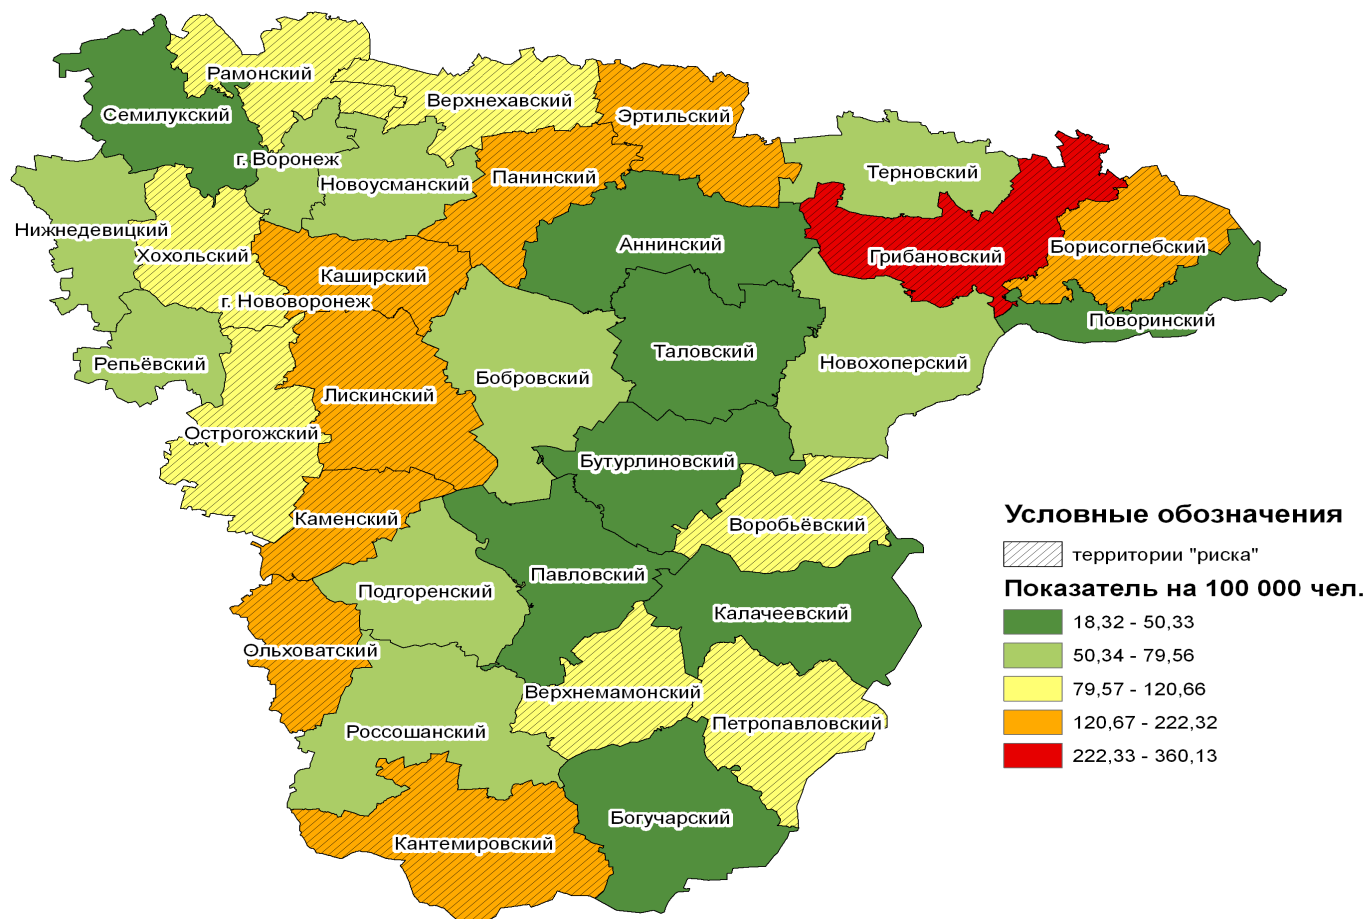 Рамонский
Верхнехавский
Семилукский
Эртильский
г. Воронеж
Новоусманский
Панинский
Терновский
Нижнедевицкий
Хохольский
Аннинский
Грибановский
Борисоглебский
Каширский
г. Нововоронеж
Поворинский
Репьёвский
Таловский
Новохоперский
Лискинский
Бобровский
Острогожский
Бутурлиновский
Каменский
Воробьёвский
Подгоренский
Павловский
Калачеевский
Ольховатский
Верхнемамонский
Петропавловский
Россошанский
Богучарский
Кантемировский
Условные обозначения
территории "риска"
Показатель на 100 000 чел.
18,32 - 50,33
50,34 - 79,56
79,57 - 120,66
120,67 - 222,32
222,33 - 360,13